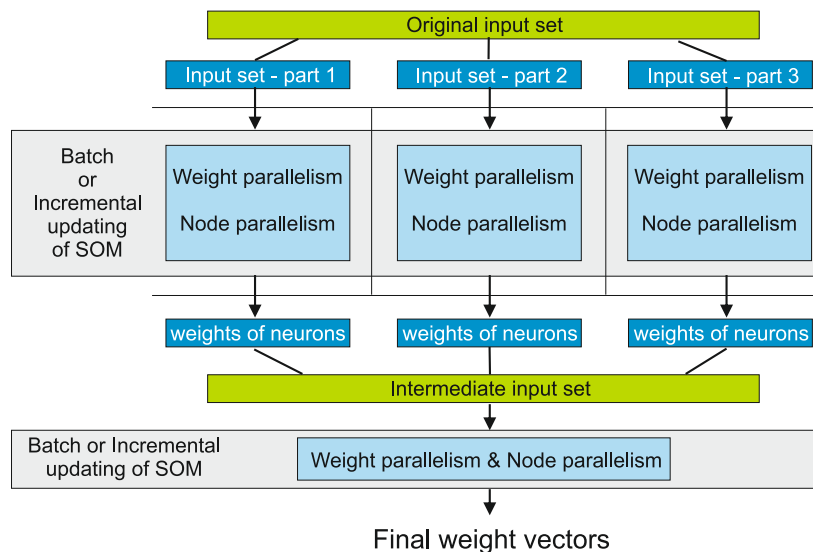 Original input set
Input set - part 1
Input set - part 2
Input set - part 3
Batch
or
Incremental
updating
of SOM
Weight parallelism
Node parallelism
Weight parallelism
Node parallelism
Weight parallelism
Node parallelism
weights of neurons
weights of neurons
weights of neurons
Intermediate input set
Batch or Incremental
updating of SOM
Weight parallelism & Node parallelism
Final weight vectors